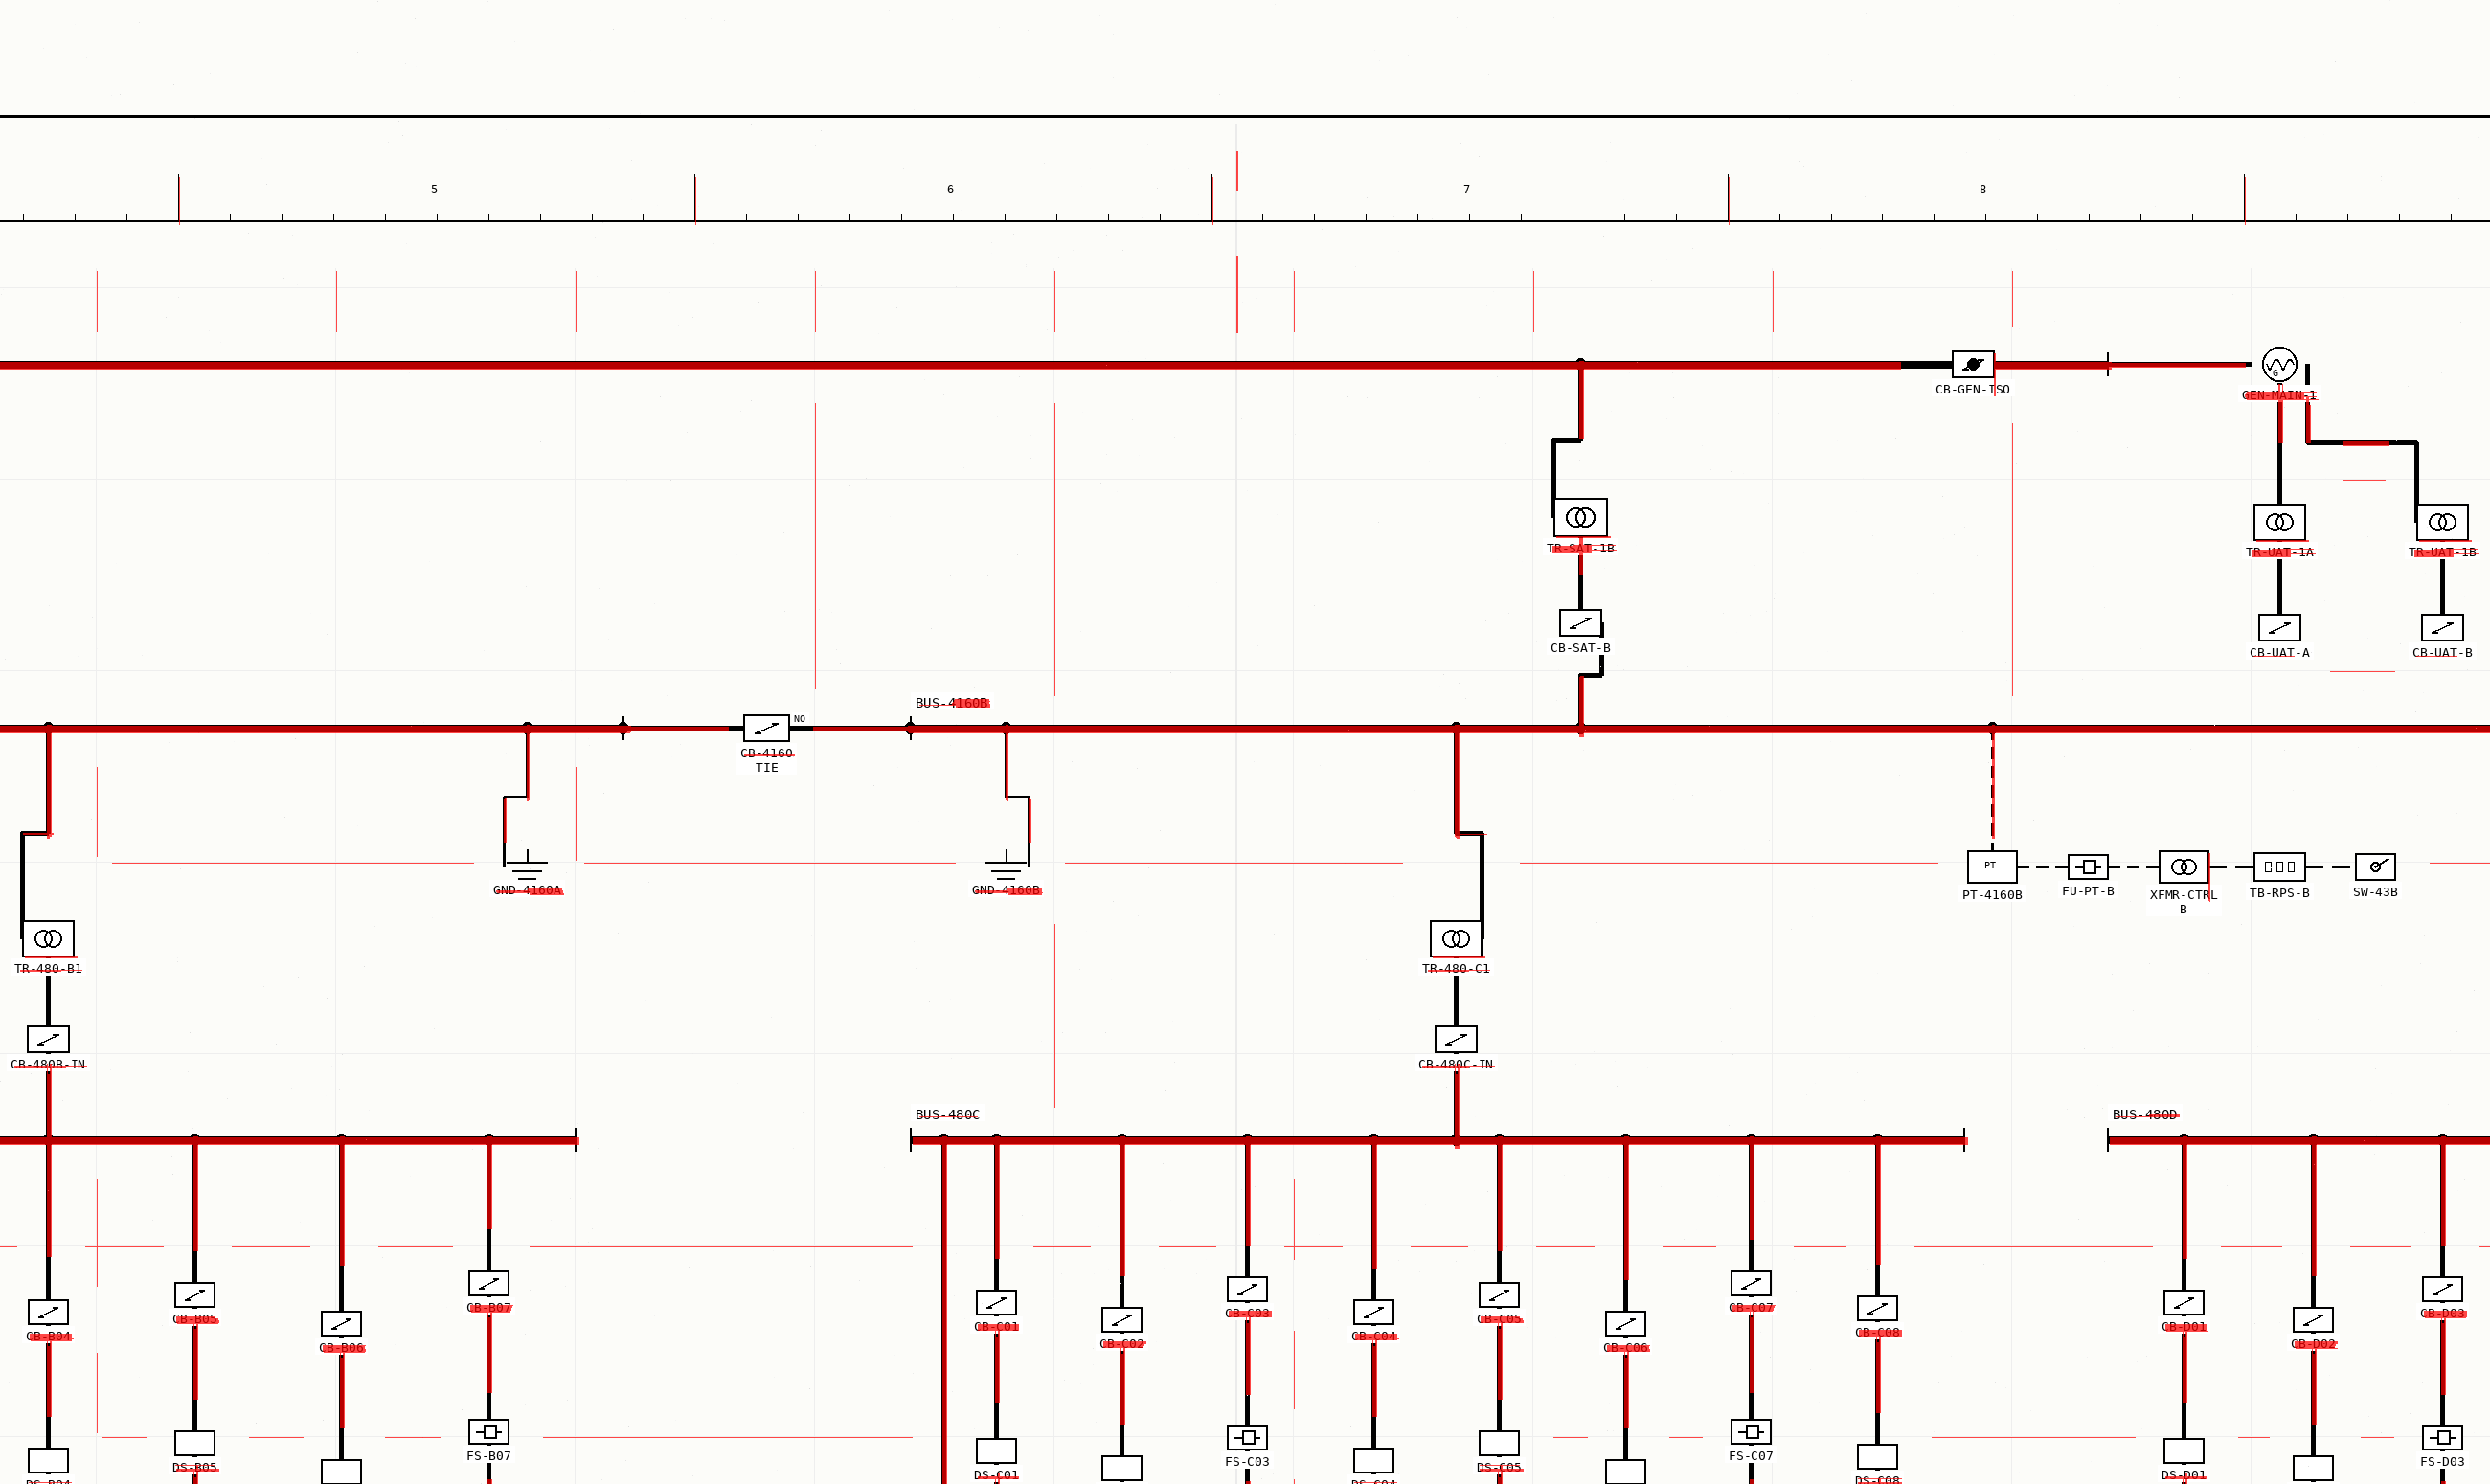 5 6 7 8
CB-GEN-ISO
G
GEN-MAIN-1
TR-SAT-1B TR-UAT-1A TR-UAT-1B
CB-SAT-B CB-UAT-A CB-UAT-B
BUS-4160B
NO
CB-4160
TIE
PT
GND-4160A GND-4160B PT-4160B FU-PT-B XFMR-CTRL TB-RPS-B SW-43B
B
TR-480-B1 TR-480-C1
CB-480B-IN CB-480C-IN
BUS-480C BUS-480D
CB-B07 CB-C07
CB-C03 CB-D03
CB-B05 CB-C05
CB-C01 CB-D01
CB-C08
CB-B04 CB-C04
CB-C02 CB-D02
CB-B06 CB-C06
FS-B07 FS-C07
FS-C03 FS-D03
DS-B05 DS-C05
DS-C01 DS-D01
DS-C08
DS-B04 DS-C04